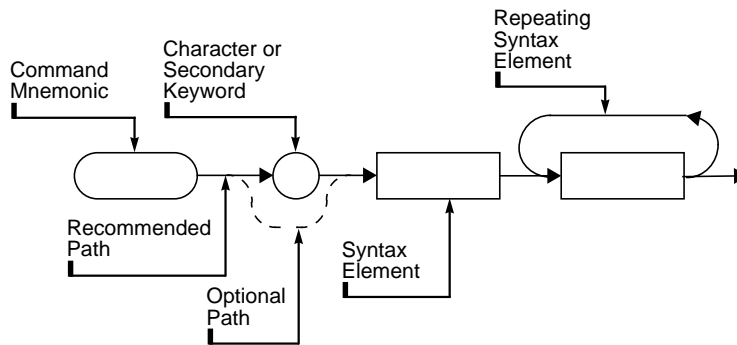 Character or
Secondary
Keyword
Repeating
Syntax
Element
Command
Mnemonic
Recommended
Path
Syntax
Element
Optional
Path